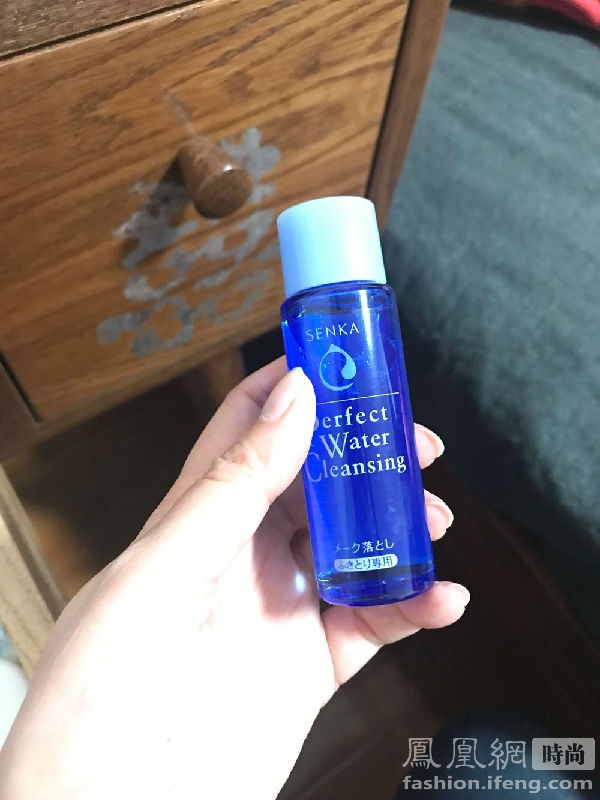 SENKA
Perfect
Water
Cleansing
メーク落とし
ふきとり専用
鳳凰網 時尚
fashion.ifeng.com